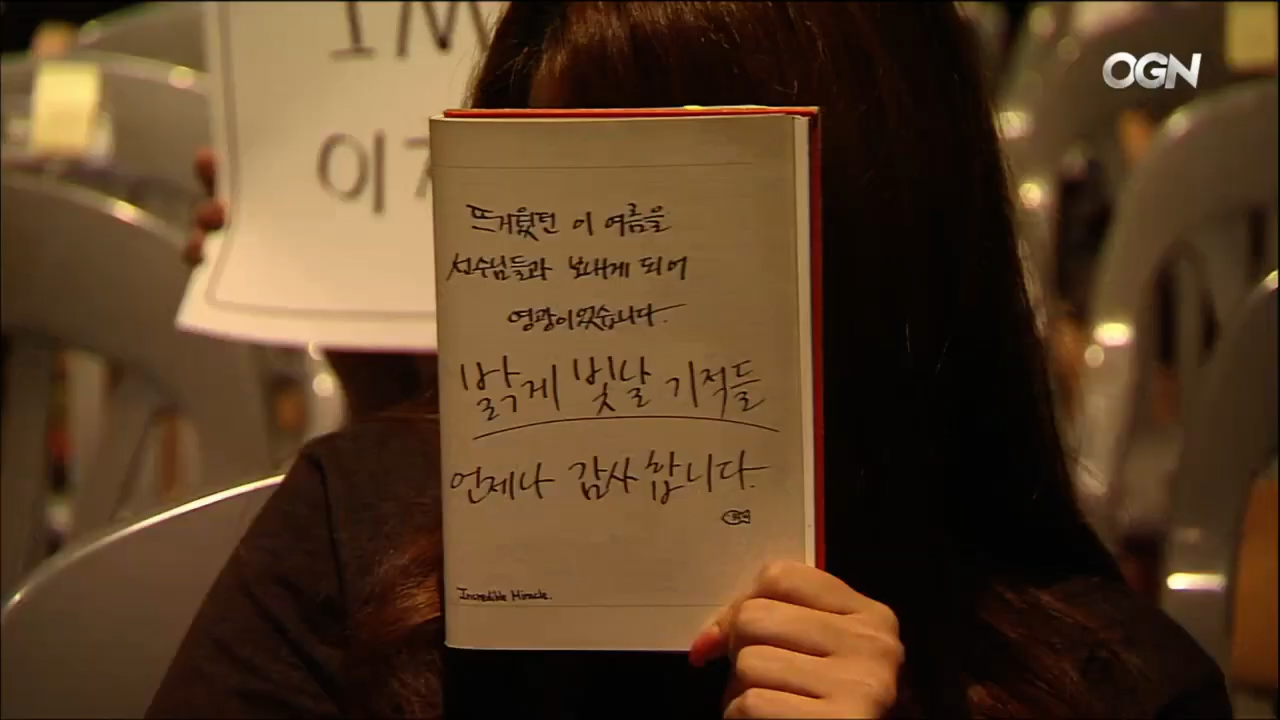 OGN
IM
이
뜨거웠던 이 여름을
선수님들과 보내게 되어
영광이었습니다.
밝게 빛날 기적들
언제나 감사합니다.
Incredible Miracle.